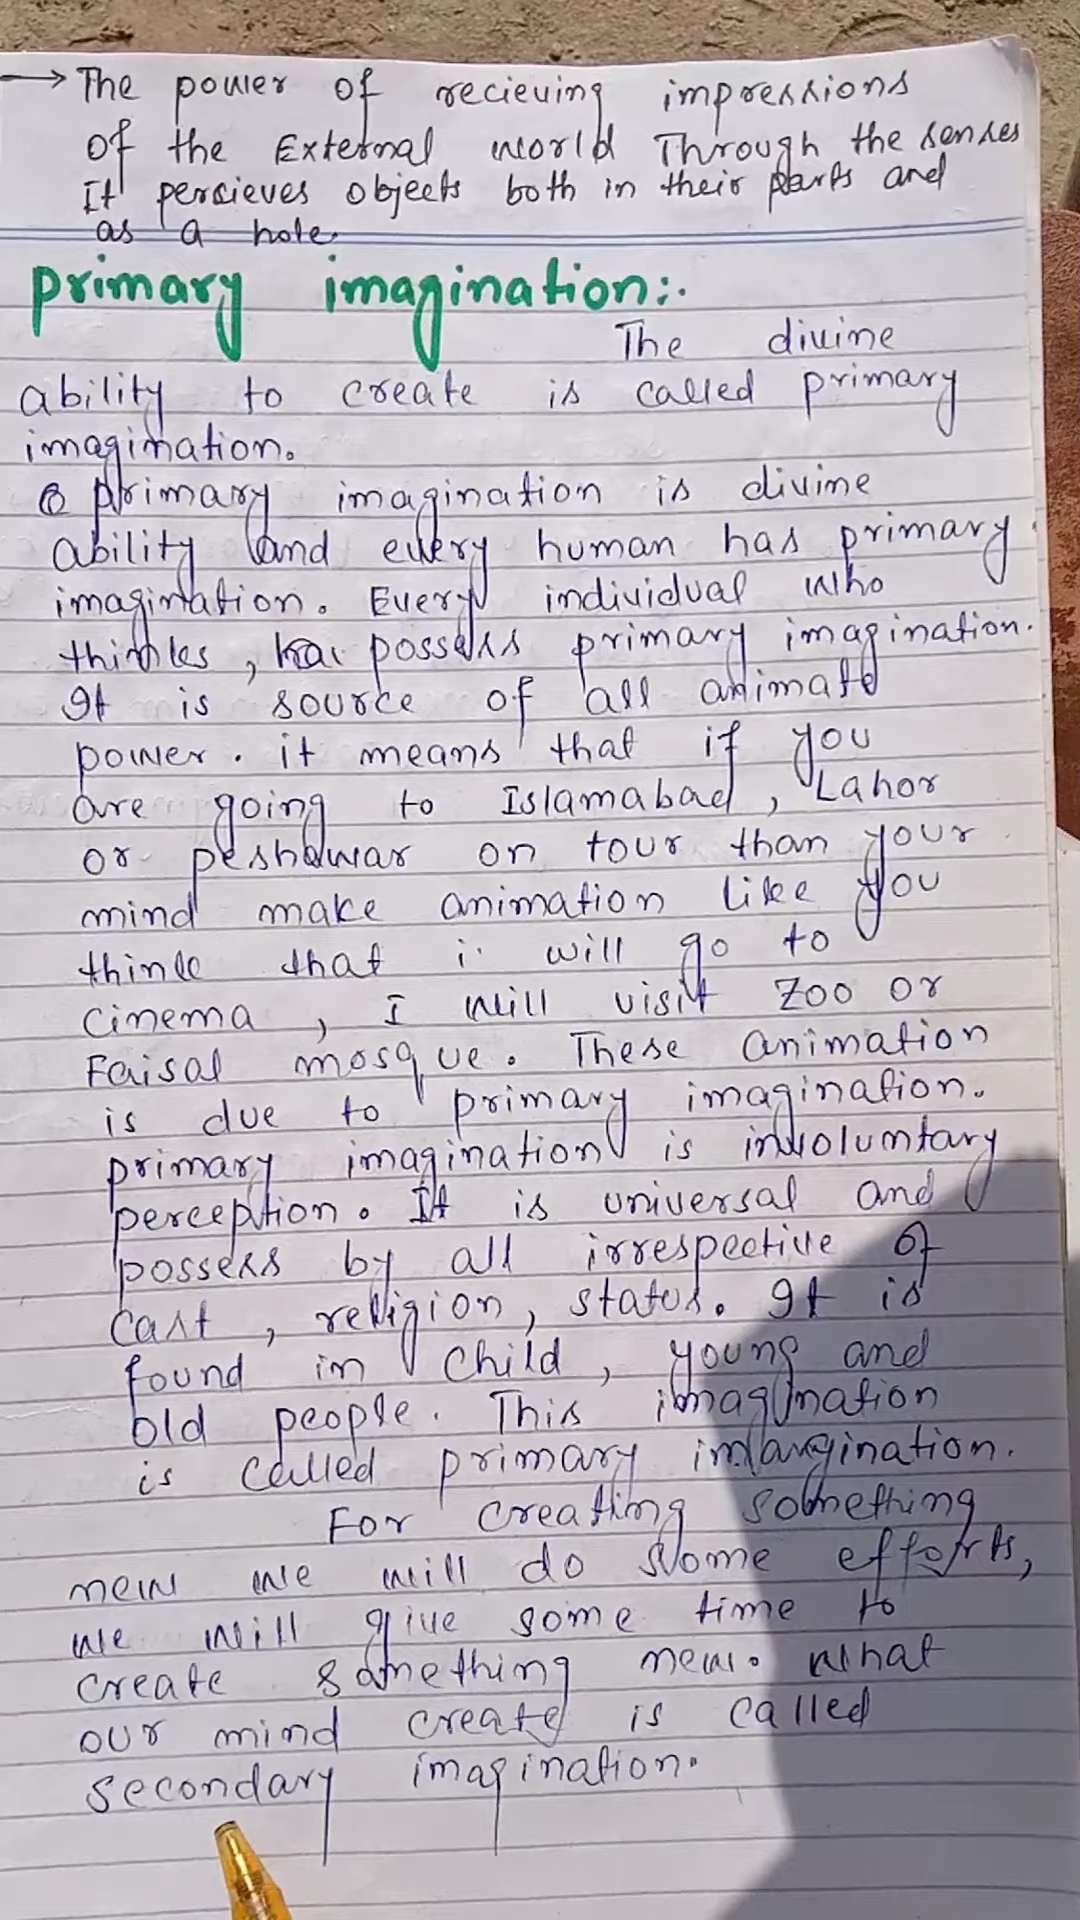 → The power of recieving impressions
of the External world Through the senses
It percieves objects both in their parts and
as a hole.
primary imagination:.
The divine
ability to create is called primary
imagination.
primary imagination is divine
ability and every human has primary
imagination. Every individual who
thinks, possess primary imagination.
It is source of all animate
power. it means that if you
are going to Islamabad, Lahor
or peshawar on tour than your
mind make animation like you
think that i will go to
cinema, I will visit zoo or
Faisal mosque. These animation
is due to primary imagination.
primary imagination is involuntary
perception. It is universal and
possess by all irrespective of
cast, religion, status. It is
found in child, young and
old people. This imagination
is called primary imagination.
For creating something
new we will do some efforts,
we will give some time to
create something new. what
our mind create is called
secondary imagination.